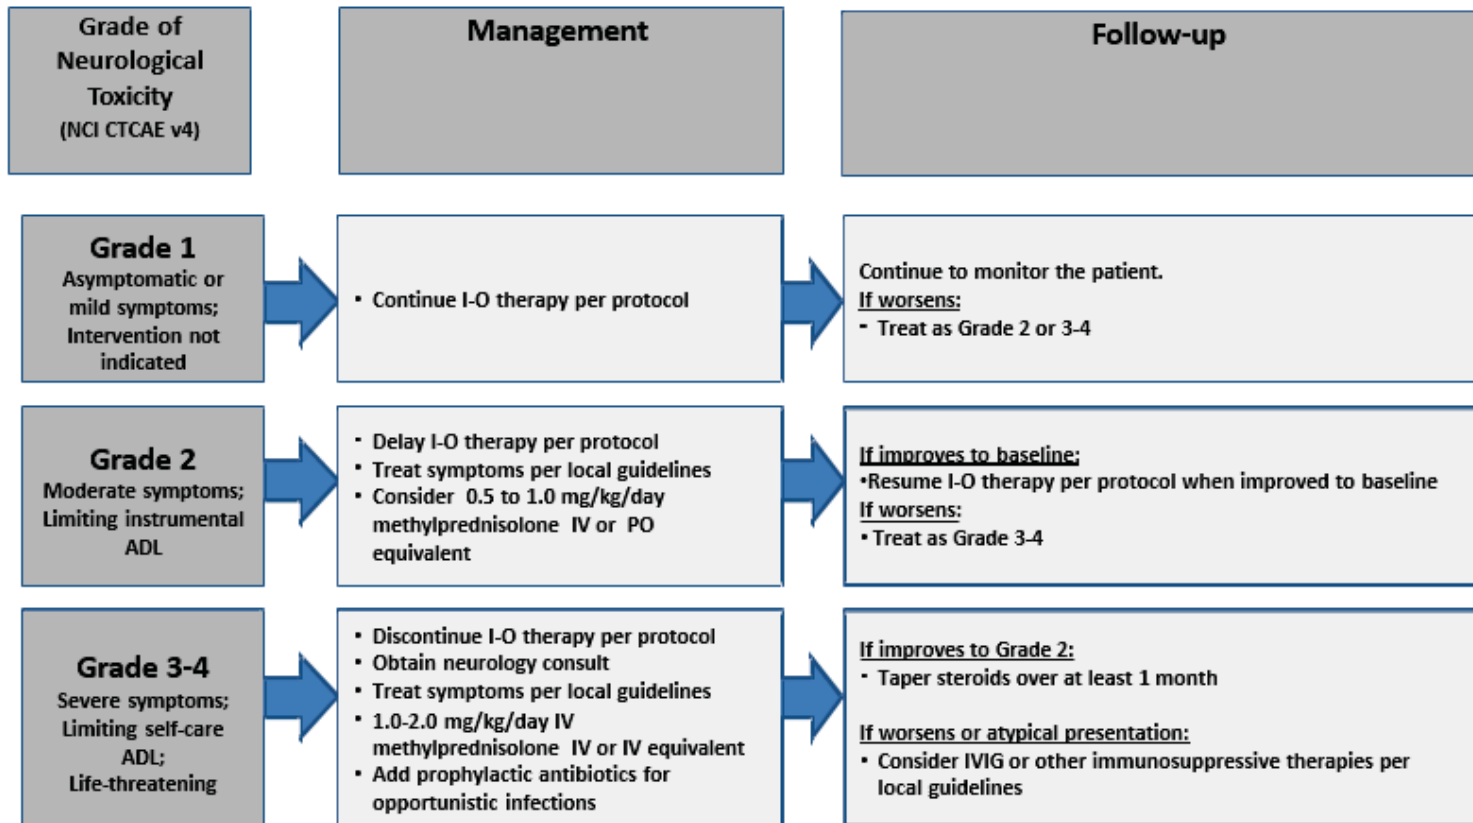 Grade of
Neurological
Toxicity
(NCI CTCAE v4)
Management
Follow-up
Grade 1
Asymptomatic or
mild symptoms;
Intervention not
indicated
• Continue I-O therapy per protocol
Continue to monitor the patient.
If worsens:
- Treat as Grade 2 or 3-4
Grade 2
Moderate symptoms;
Limiting instrumental
ADL
• Delay I-O therapy per protocol
• Treat symptoms per local guidelines
• Consider 0.5 to 1.0 mg/kg/day
methylprednisolone IV or PO
equivalent
If improves to baseline:
•Resume I-O therapy per protocol when improved to baseline
If worsens:
• Treat as Grade 3-4
Grade 3-4
Severe symptoms;
Limiting self-care
ADL;
Life-threatening
• Discontinue I-O therapy per protocol
• Obtain neurology consult
• Treat symptoms per local guidelines
• 1.0-2.0 mg/kg/day IV
methylprednisolone IV or IV equivalent
• Add prophylactic antibiotics for
opportunistic infections
If improves to Grade 2:
- Taper steroids over at least 1 month
If worsens or atypical presentation:
• Consider IVIG or other immunosuppressive therapies per
local guidelines